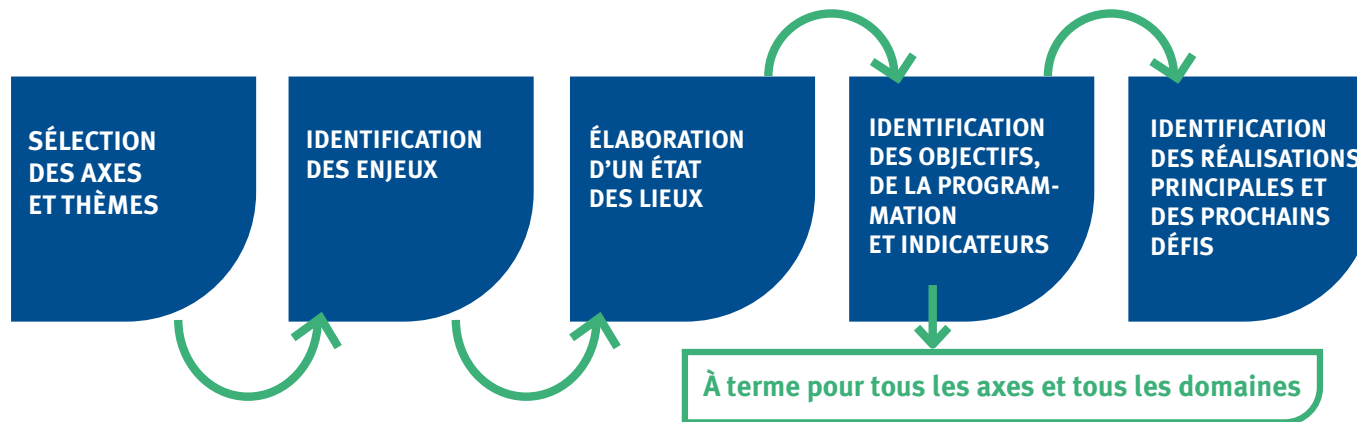 SÉLECTION
DES AXES
ET THÈMES
IDENTIFICATION
DES ENJEUX
ÉLABORATION
D’UN ÉTAT
DES LIEUX
IDENTIFICATION
DES OBJECTIFS,
DE LA PROGRAM-
MATION
ET INDICATEURS
IDENTIFICATION
DES RÉALISATIONS
PRINCIPALES ET
DES PROCHAINS
DÉFIS
À terme pour tous les axes et tous les domaines